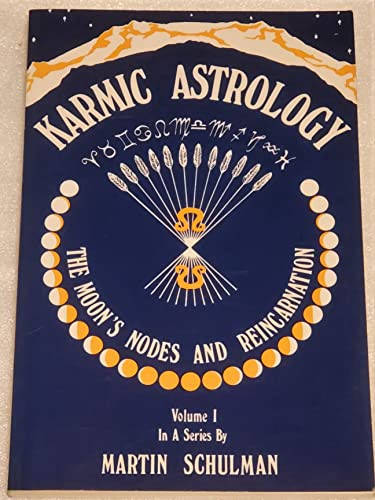 KARMIC ASTROLOGY
♈♉♊♋♌♍♎♏♐♑♒♓
THE MOON'S NODES AND REINCARNATION
Volume I
In A Series By
MARTIN SCHULMAN